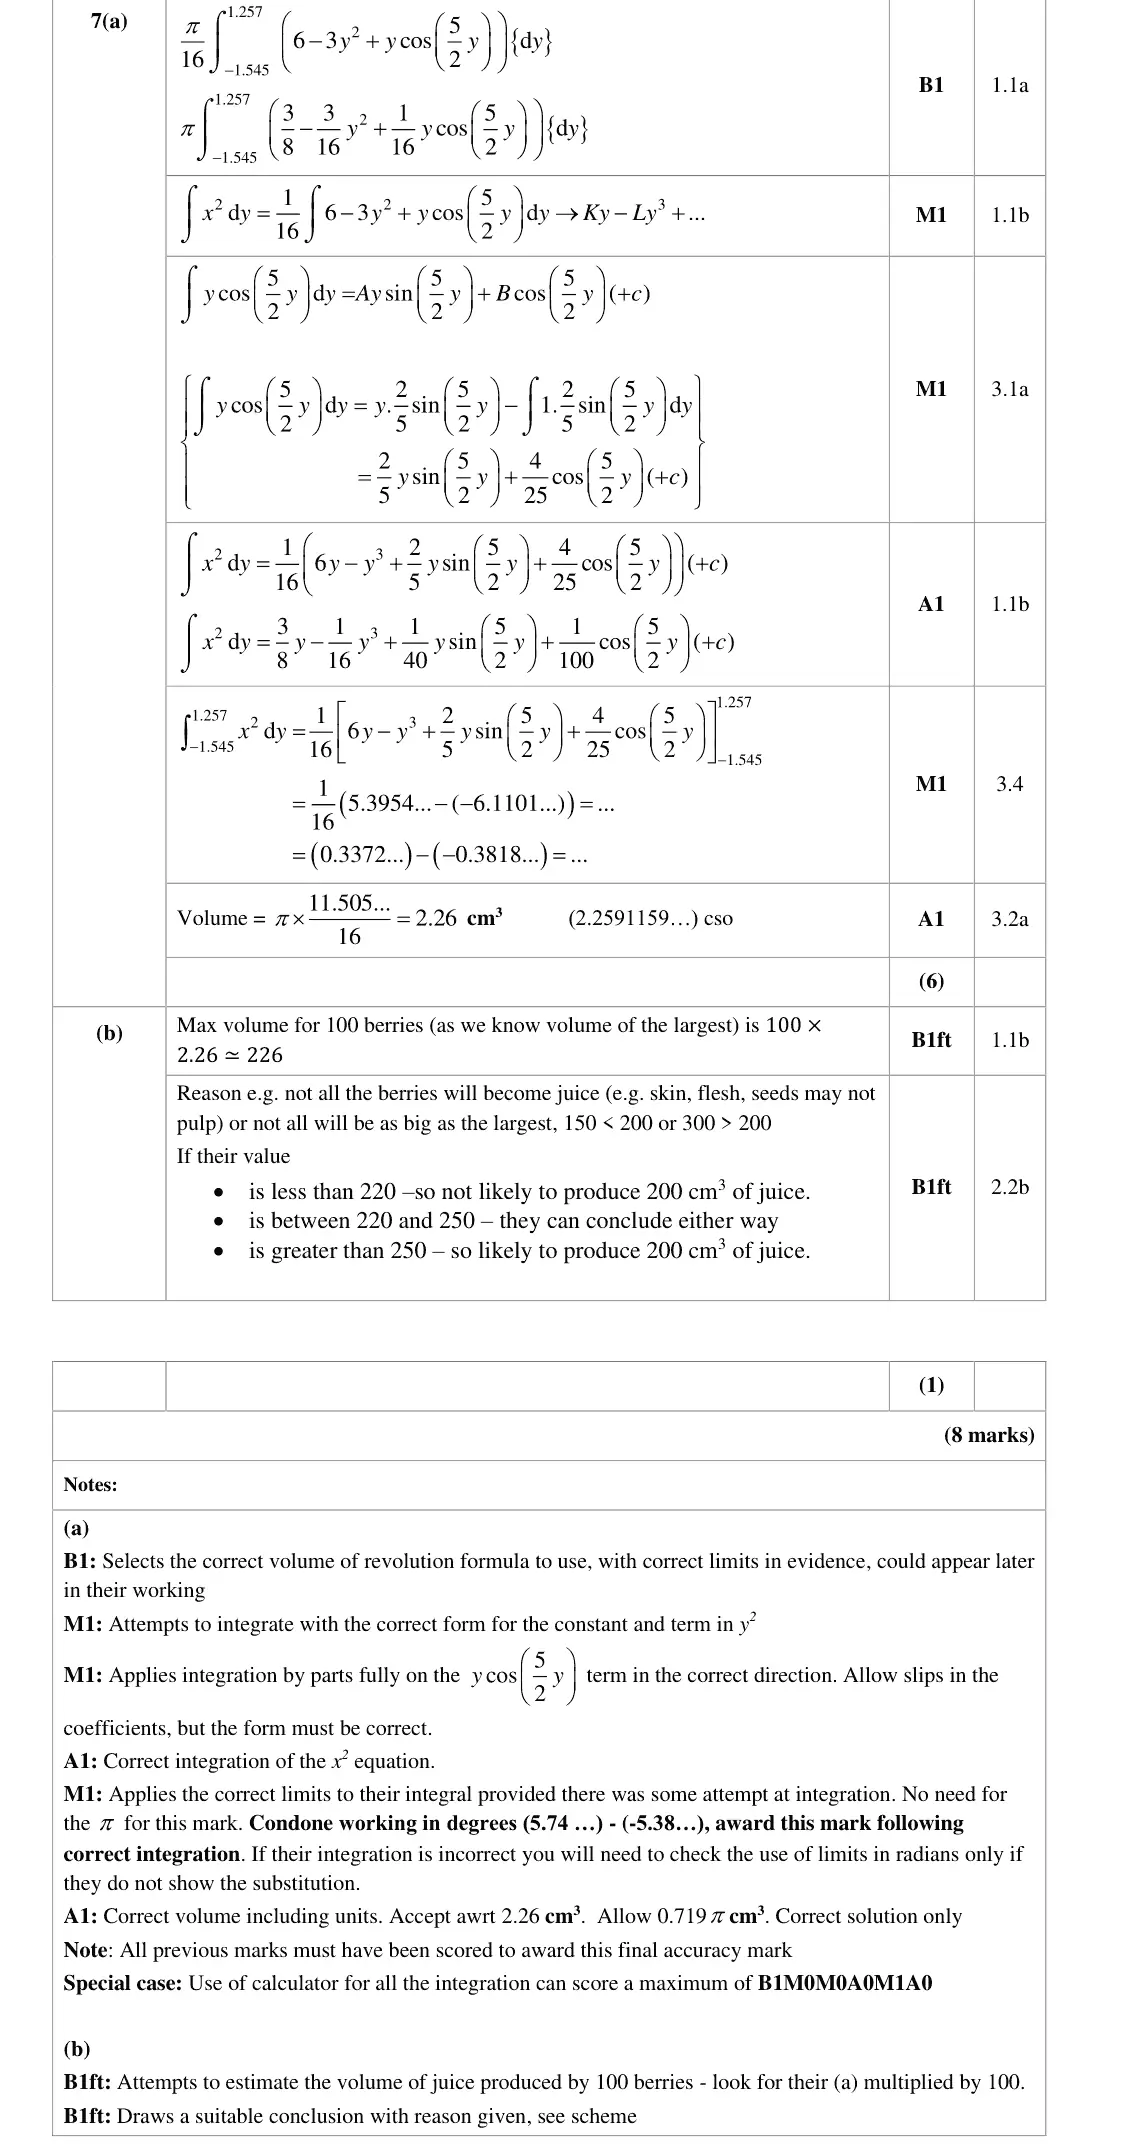 7(a)
π/16 ∫_{−1.545}^{1.257} (6 − 3y² + y cos(5/2 y)) {dy}
π ∫_{−1.545}^{1.257} (3/8 − 3/16 y² + 1/16 y cos(5/2 y)) {dy}
B1 1.1a
∫ x² dy = 1/16 ∫ 6 − 3y² + y cos(5/2 y) dy → Ky − Ly³ + ...
M1 1.1b
∫ y cos(5/2 y) dy = Ay sin(5/2 y) + B cos(5/2 y) (+c)
{∫ y cos(5/2 y) dy = y. 2/5 sin(5/2 y) − ∫ 1. 2/5 sin(5/2 y) dy
= 2/5 y sin(5/2 y) + 4/25 cos(5/2 y) (+c)}
M1 3.1a
∫ x² dy = 1/16 (6y − y³ + 2/5 y sin(5/2 y) + 4/25 cos(5/2 y)) (+c)
∫ x² dy = 3/8 y − 1/16 y³ + 1/40 y sin(5/2 y) + 1/100 cos(5/2 y) (+c)
A1 1.1b
∫_{−1.545}^{1.257} x² dy = 1/16 [6y − y³ + 2/5 y sin(5/2 y) + 4/25 cos(5/2 y)]_{−1.545}^{1.257}
= 1/16 (5.3954... − (−6.1101...)) = ...
= (0.3372...) − (−0.3818...) = ...
M1 3.4
Volume = π × 11.505.../16 = 2.26 cm³ (2.2591159…) cso
A1 3.2a
(6)
(b)
Max volume for 100 berries (as we know volume of the largest) is 100 ×
2.26 ≃ 226
B1ft 1.1b
Reason e.g. not all the berries will become juice (e.g. skin, flesh, seeds may not
pulp) or not all will be as big as the largest, 150 < 200 or 300 > 200
If their value
• is less than 220 –so not likely to produce 200 cm³ of juice.
• is between 220 and 250 – they can conclude either way
• is greater than 250 – so likely to produce 200 cm³ of juice.
B1ft 2.2b
(1)
(8 marks)
Notes:
(a)
B1: Selects the correct volume of revolution formula to use, with correct limits in evidence, could appear later
in their working
M1: Attempts to integrate with the correct form for the constant and term in y²
M1: Applies integration by parts fully on the y cos(5/2 y) term in the correct direction. Allow slips in the
coefficients, but the form must be correct.
A1: Correct integration of the x² equation.
M1: Applies the correct limits to their integral provided there was some attempt at integration. No need for
the π for this mark. Condone working in degrees (5.74 …) - (-5.38…), award this mark following
correct integration. If their integration is incorrect you will need to check the use of limits in radians only if
they do not show the substitution.
A1: Correct volume including units. Accept awrt 2.26 cm³. Allow 0.719π cm³. Correct solution only
Note: All previous marks must have been scored to award this final accuracy mark
Special case: Use of calculator for all the integration can score a maximum of B1M0M0A0M1A0
(b)
B1ft: Attempts to estimate the volume of juice produced by 100 berries - look for their (a) multiplied by 100.
B1ft: Draws a suitable conclusion with reason given, see scheme